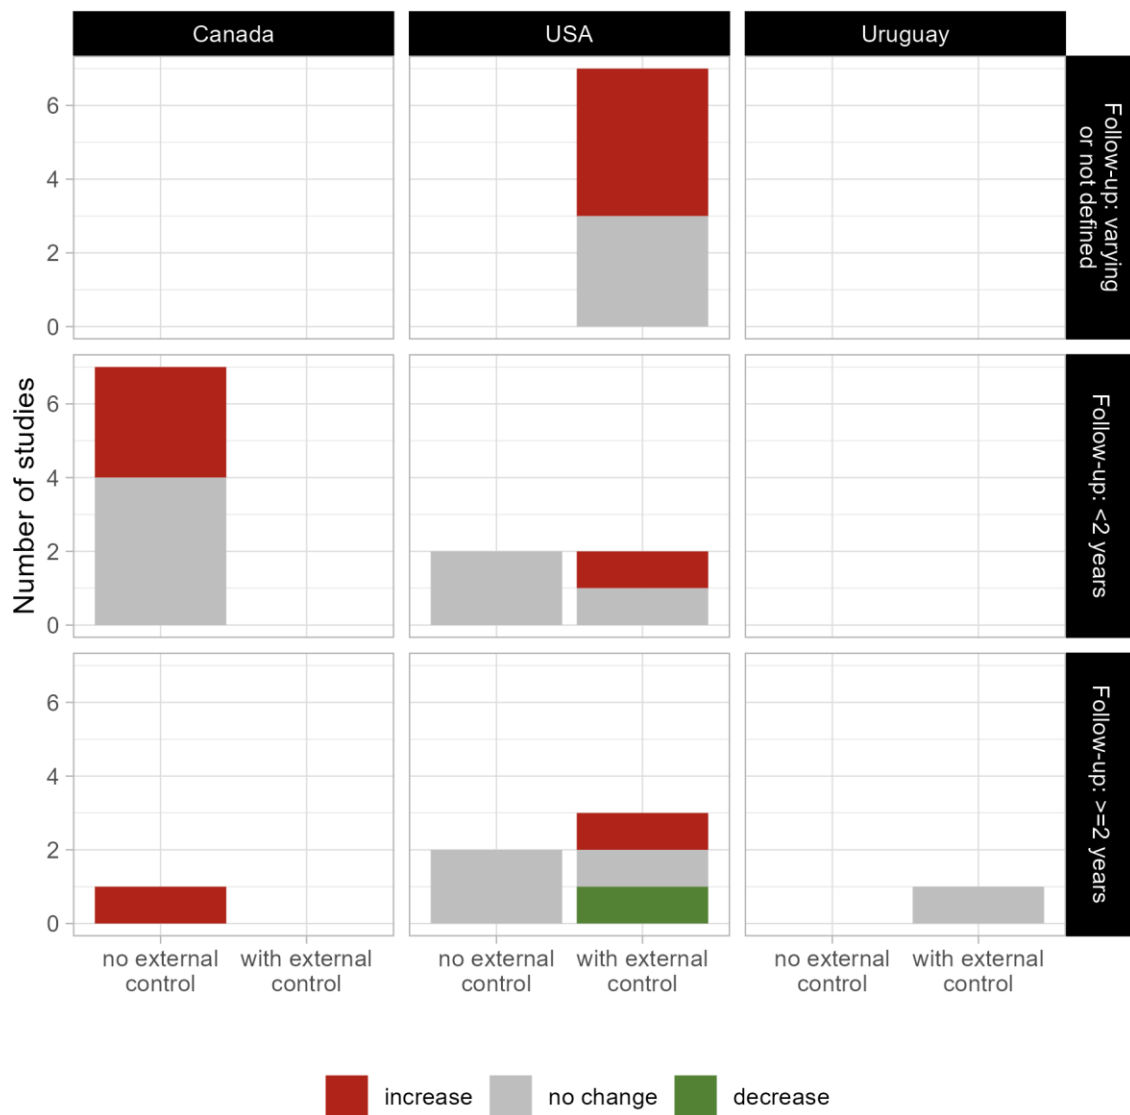 Canada
USA
Uruguay
Number of studies
6
4
2
0
Follow-up: varying
or not defined
6
4
2
0
Follow-up: <2 years
6
4
2
0
Follow-up: >=2 years
no external
control
with external
control
no external
control
with external
control
no external
control
with external
control
increase
no change
decrease